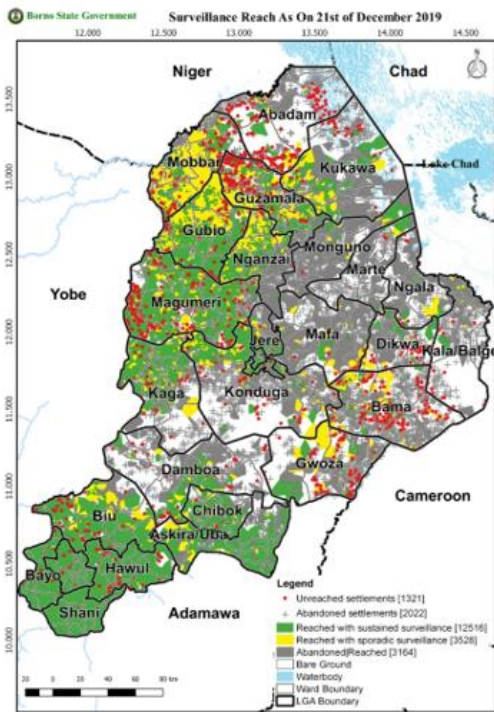 Borno State Government
Surveillance Reach As On 21st of December 2019
12.000 12.500 13.000 13.500 14.000 14.500
Niger
Chad
13.500
Abadam
Mobbar
Kukawa
13.000
Lake Chad
Guzamala
Gubio
12.500
Nganzai
Monguno
Marte
Ngala
Yobe
Magumeri
12.000
Jere
Mafa
Dikwa
Kala/Balge
Kaga
Konduga
11.500
Bama
Gwoza
Damboa
11.000
Cameroon
Chibok
Biu
Askira/Uba
10.500
Bayo
Hawul
Shani
Adamawa
10.000
Legend
Unreached settlements [1321]
Abandoned settlements [2022]
Reached with sustained surveillance [12516]
Reached with sporadic surveillance [3528]
Abandoned|Reached [3164]
Bare Ground
Waterbody
Ward Boundary
LGA Boundary
20 0 20 40 60 80 km